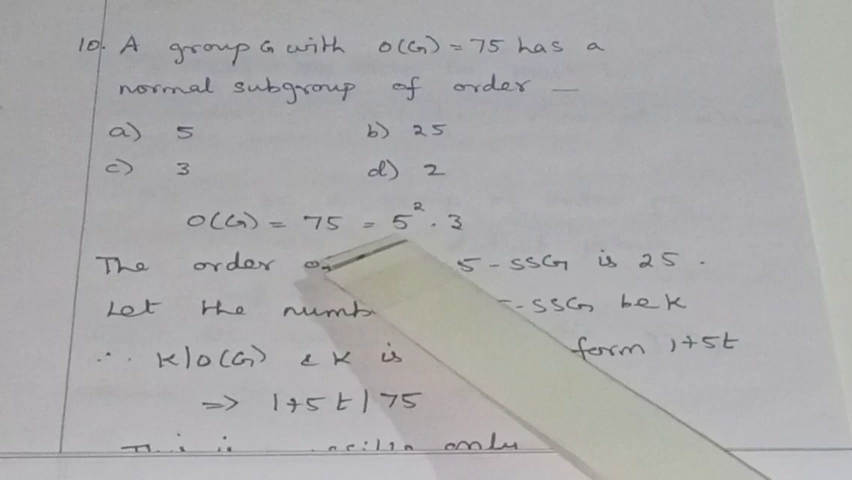 10. A group G with O(G) = 75 has a
normal subgroup of order —
a) 5 b) 25
c) 3 d) 2
O(G) = 75 = 5². 3
The order 5-SSG is 25.
Let the SSG be K
∴ K|O(G) & K is form 1+5t
=> 1+5t | 75
only